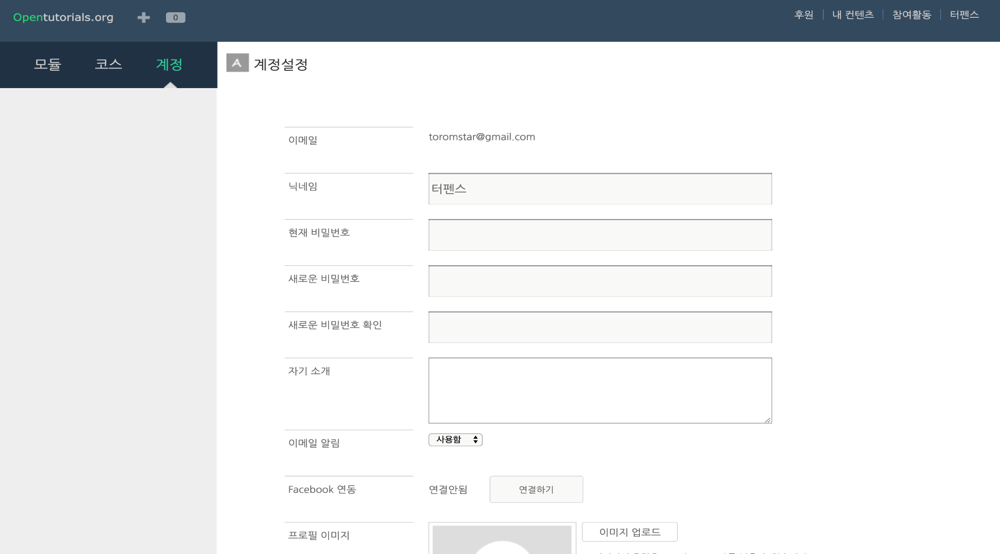 Opentutorials.org 0 후원 내 컨텐츠 참여활동 터펜스
모듈 코스 계정
A 계정설정
이메일 toromstar@gmail.com
닉네임 터펜스
현재 비밀번호
새로운 비밀번호
새로운 비밀번호 확인
자기 소개
이메일 알림 사용함
Facebook 연동 연결안됨 연결하기
프로필 이미지 이미지 업로드